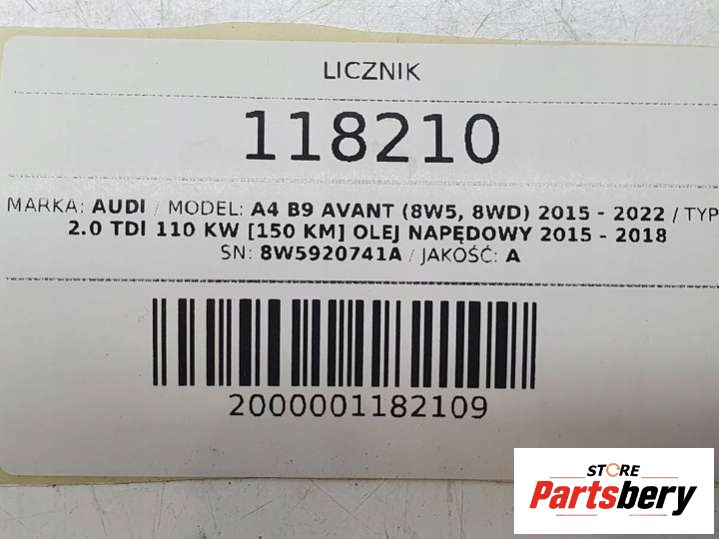 LICZNIK
118210
MARKA: AUDI / MODEL: A4 B9 AVANT (8W5, 8WD) 2015 - 2022 / TYP
2.0 TDI 110 KW [150 KM] OLEJ NAPĘDOWY 2015 - 2018
SN: 8W5920741A / JAKOŚĆ: A
2000001182109
STORE
Partsbery